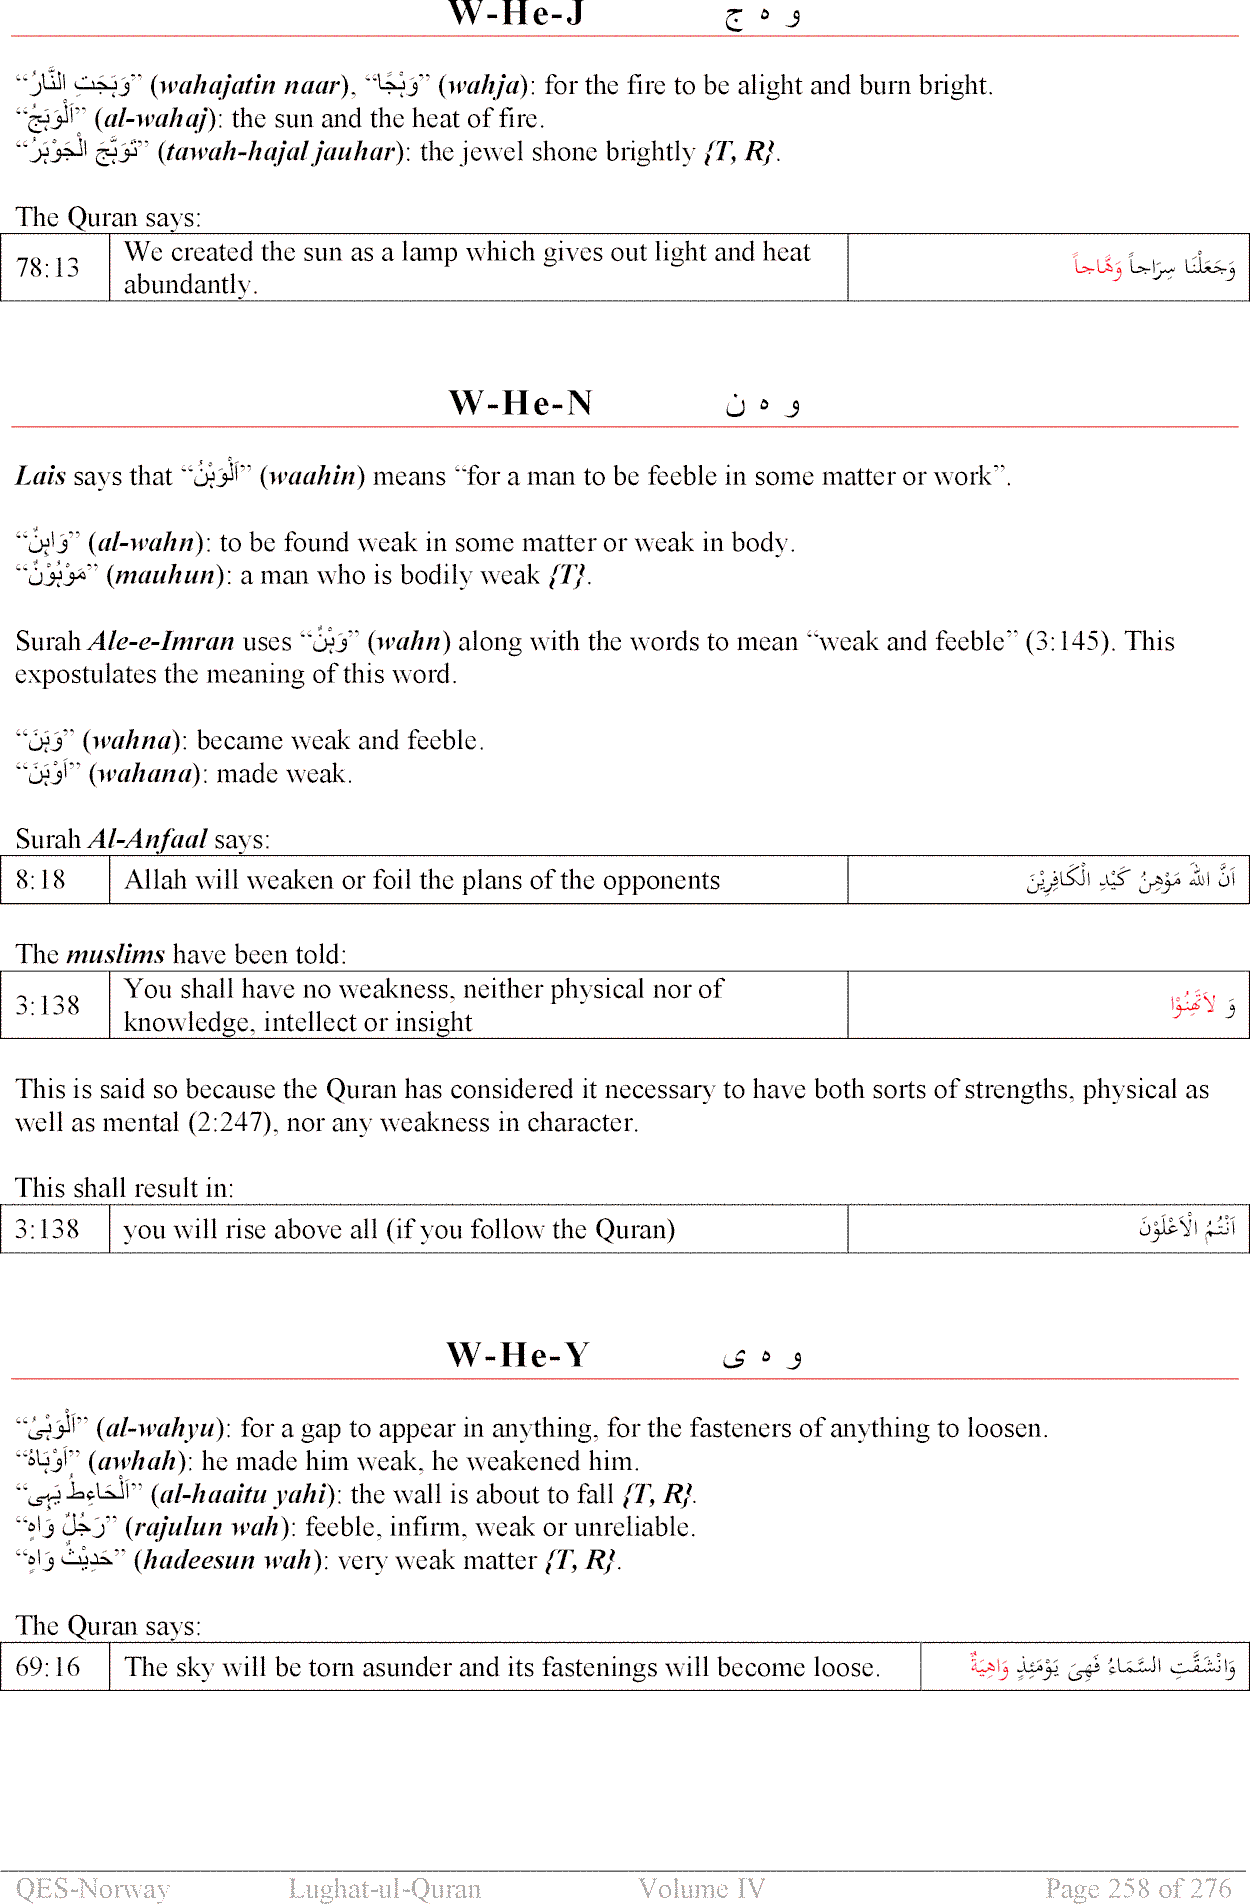 W-He-J و ه ج
“وَہَجَتِ النَّارُ” (wahajatin naar), “وَہْجًا” (wahja): for the fire to be alight and burn bright.
“اَلْوَہَجُ” (al-wahaj): the sun and the heat of fire.
“تَوَہَّجَ الْجَوْہَرُ” (tawah-hajal jauhar): the jewel shone brightly {T, R}.
The Quran says:
78:13 We created the sun as a lamp which gives out light and heat abundantly. وَجَعَلْنَا سِرَاجاً وَهَّاجاً
W-He-N و ه ن
Lais says that “اَلْوَہْنُ” (waahin) means “for a man to be feeble in some matter or work”.
“وَاہِنٌ” (al-wahn): to be found weak in some matter or weak in body.
“مَوْہُوْنٌ” (mauhun): a man who is bodily weak {T}.
Surah Ale-e-Imran uses “وَہْنٌ” (wahn) along with the words to mean “weak and feeble” (3:145). This
expostulates the meaning of this word.
“وَہَنَ” (wahna): became weak and feeble.
“اَوْہَنَ” (wahana): made weak.
Surah Al-Anfaal says:
8:18 Allah will weaken or foil the plans of the opponents اَنَّ اللهَ مَوْهِنُ كَيْدِ الْكَافِرِيْنَ
The muslims have been told:
3:138 You shall have no weakness, neither physical nor of knowledge, intellect or insight وَ لاَتَهِنُوْا
This is said so because the Quran has considered it necessary to have both sorts of strengths, physical as
well as mental (2:247), nor any weakness in character.
This shall result in:
3:138 you will rise above all (if you follow the Quran) اَنْتُمُ الْاَعْلَوْنَ
W-He-Y و ه ی
“اَلْوَہْیُ” (al-wahyu): for a gap to appear in anything, for the fasteners of anything to loosen.
“اَوْہَاہُ” (awhah): he made him weak, he weakened him.
“اَلْحَاءِطُ یَہِی” (al-haaitu yahi): the wall is about to fall {T, R}.
“رَجُلٌ وَاہٍ” (rajulun wah): feeble, infirm, weak or unreliable.
“حَدِیْثٌ وَاہٍ” (hadeesun wah): very weak matter {T, R}.
The Quran says:
69:16 The sky will be torn asunder and its fastenings will become loose. وَانْشَقَّتِ السَّمَاءُ فَهِىَ يَوْمَئِذٍ وَاهِيَةٌ
QES-Norway Lughat-ul-Quran Volume IV Page 258 of 276